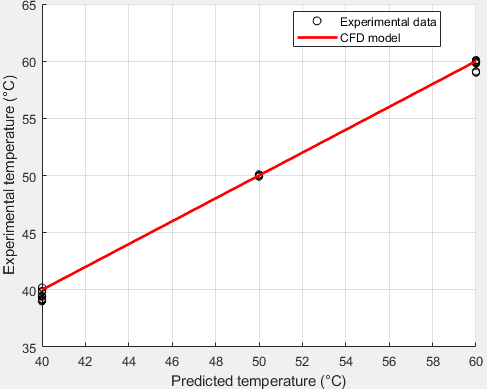 65
60
55
50
45
40
35
Experimental temperature (°C)
Experimental data
CFD model
40 42 44 46 48 50 52 54 56 58 60
Predicted temperature (°C)